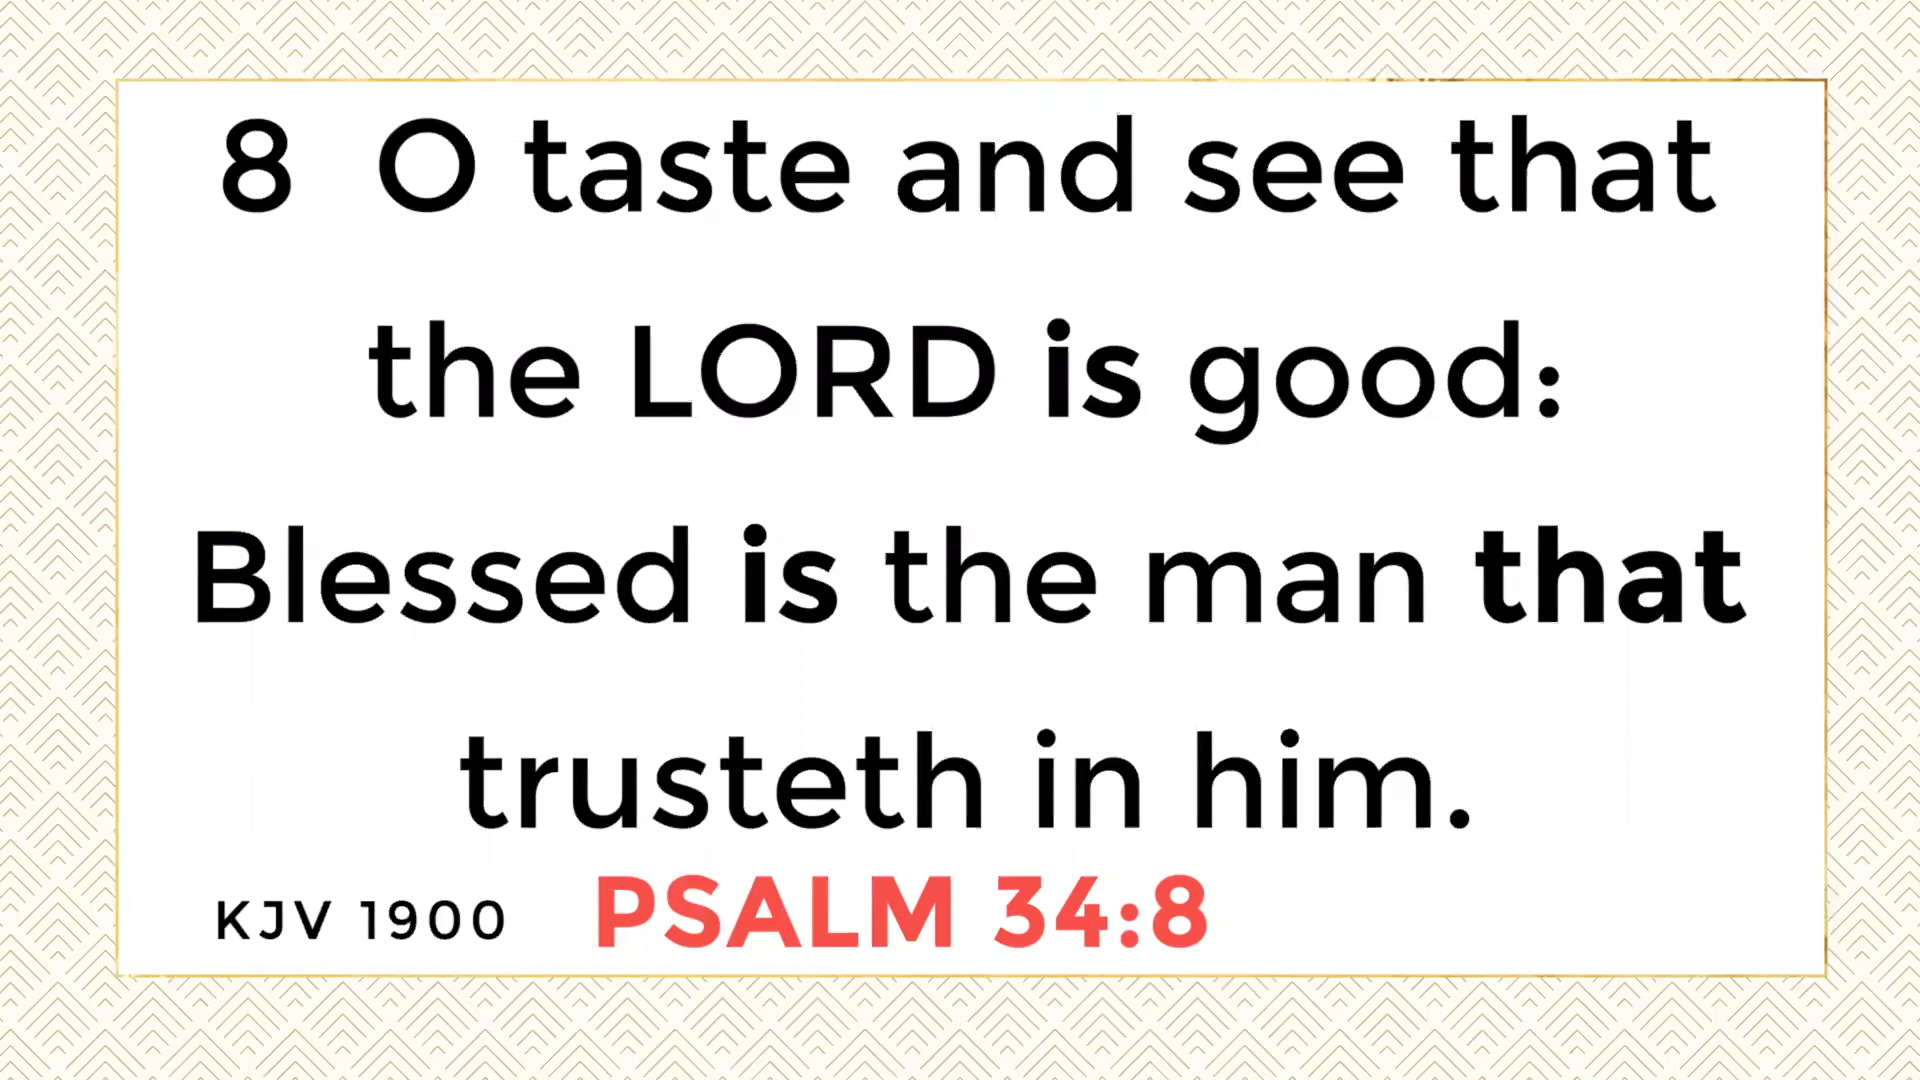 8 O taste and see that
the LORD is good:
Blessed is the man that
trusteth in him.
KJV 1900 PSALM 34:8